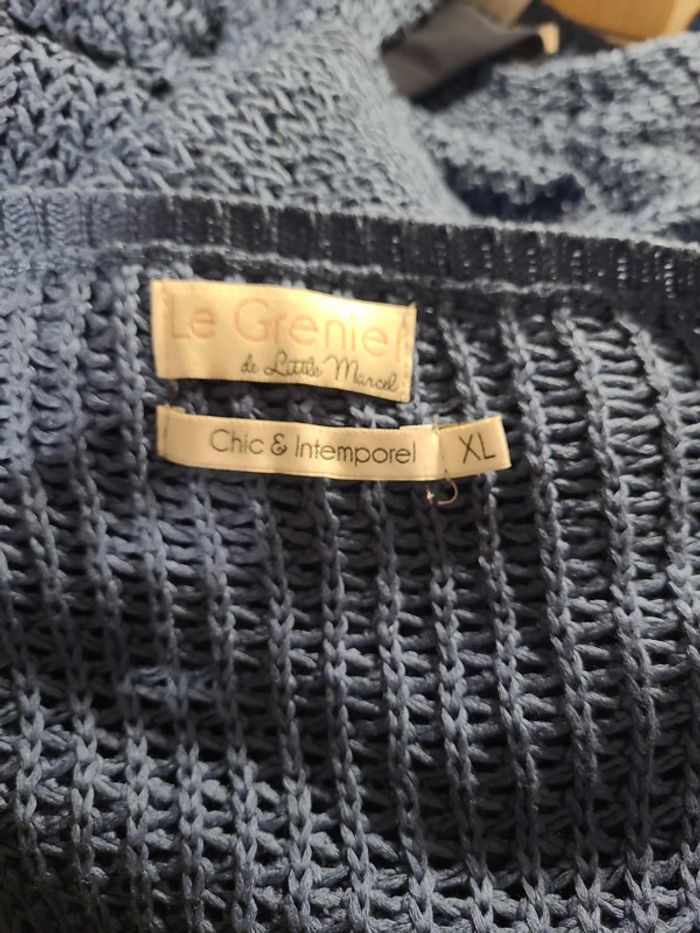 Le Grenier
de Little Marcel
Chic & Intemporel XL